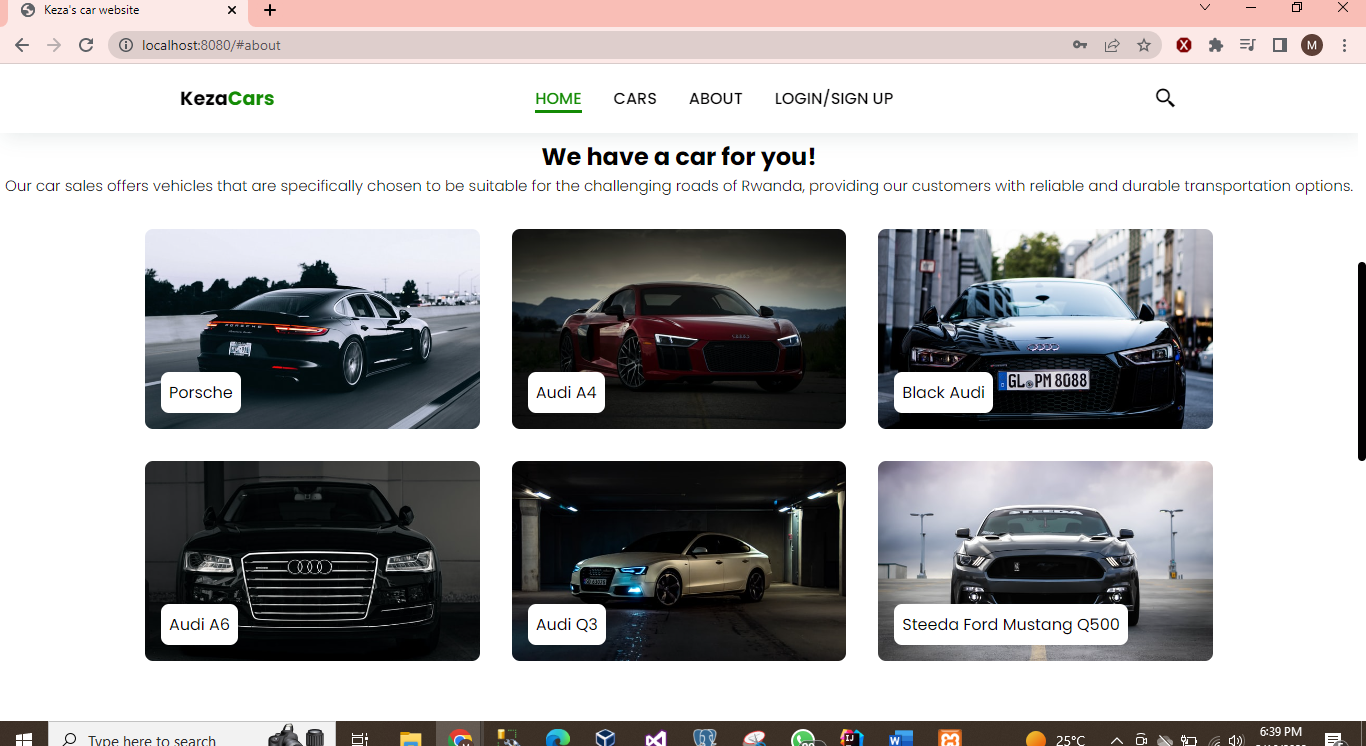 Keza's car website
localhost:8080/#about
M
KezaCars
HOME
CARS
ABOUT
LOGIN/SIGN UP
We have a car for you!
Our car sales offers vehicles that are specifically chosen to be suitable for the challenging roads of Rwanda, providing our customers with reliable and durable transportation options.
PORSCHE
Porsche
Audi A4
GL PM 8088
Black Audi
Audi A6
Audi Q3
STEEDA
Steeda Ford Mustang Q500
Type here to search
25°C
6:39 PM